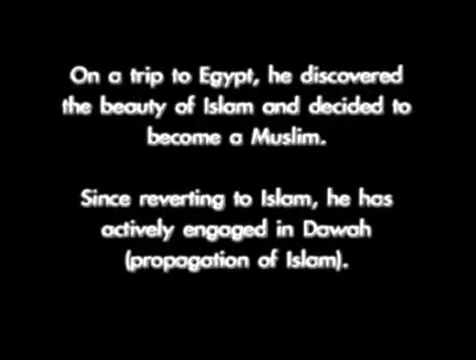 On a trip to Egypt, he discovered
the beauty of Islam and decided to
become a Muslim.
Since reverting to Islam, he has
actively engaged in Dawah
(propagation of Islam).